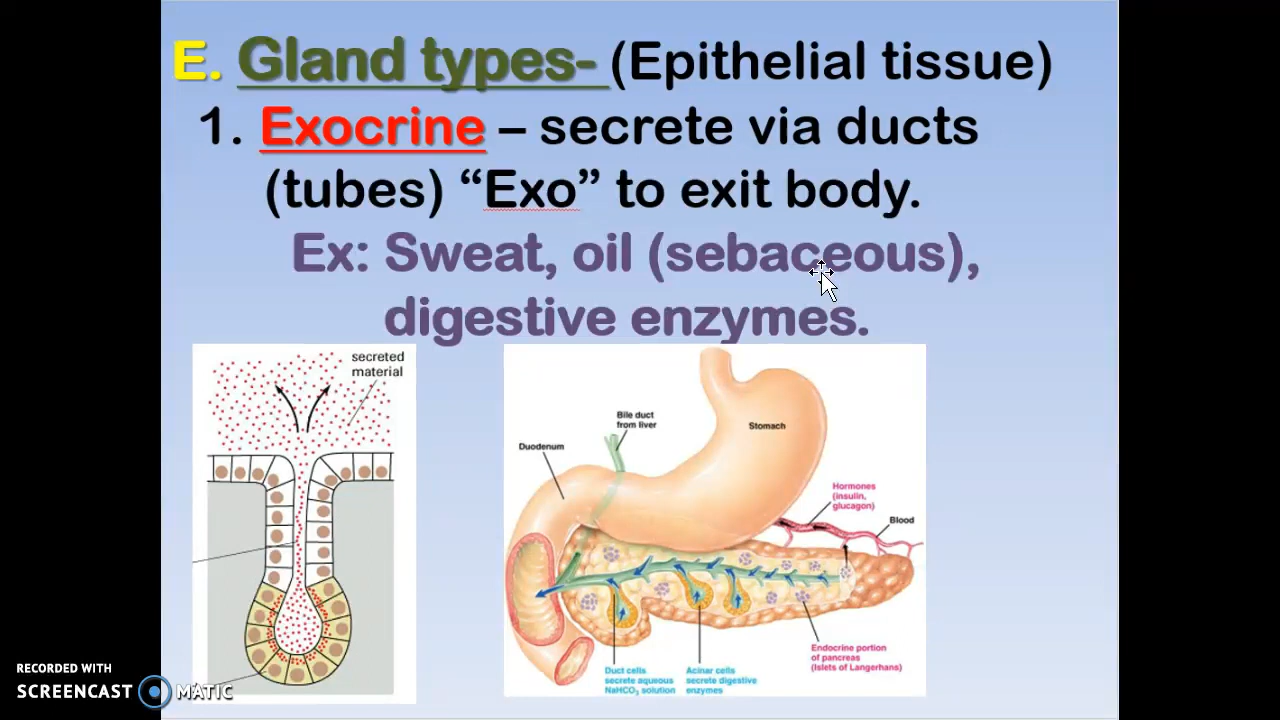 E. Gland types- (Epithelial tissue)
1. Exocrine – secrete via ducts
(tubes) “Exo” to exit body.
Ex: Sweat, oil (sebaceous),
digestive enzymes.
secreted
material
Bile duct
from liver
Stomach
Duodenum
Hormones
(insulin,
glucagon)
Blood
Endocrine portion
of pancreas
(Islets of Langerhans)
Duct cells
secrete aqueous
NaHCO₃ solution
Acinar cells
secrete digestive
enzymes
RECORDED WITH
SCREENCAST MATIC